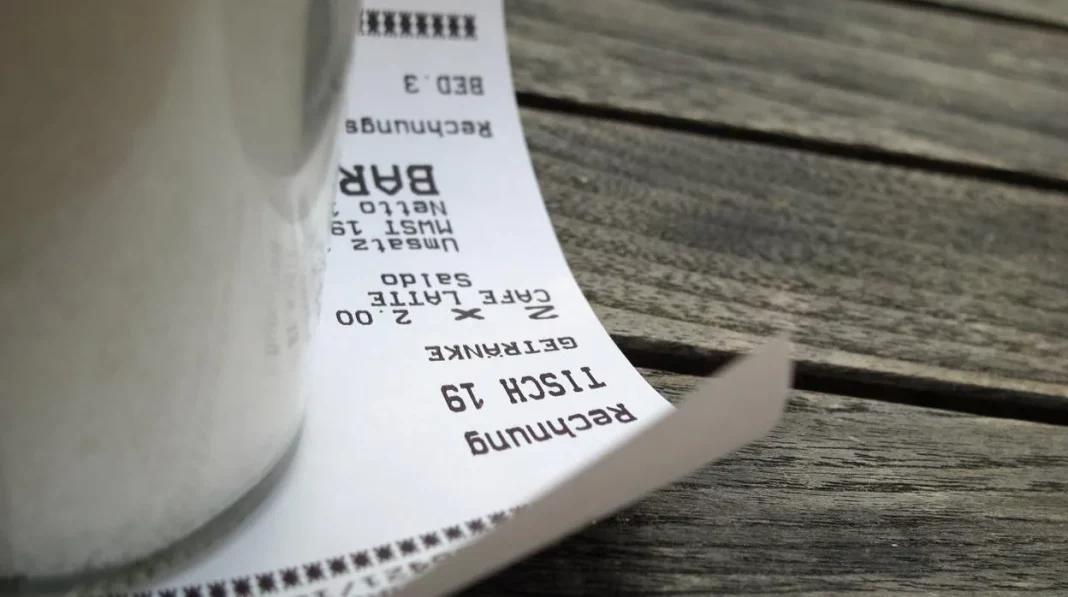 Rechnung
TISCH 19
GETRÄNKE
2 x 2.00
CAFE LATTE
Saldo
Umsatz
MWST 19
Netto
BAR
Rechnungs
BED.3